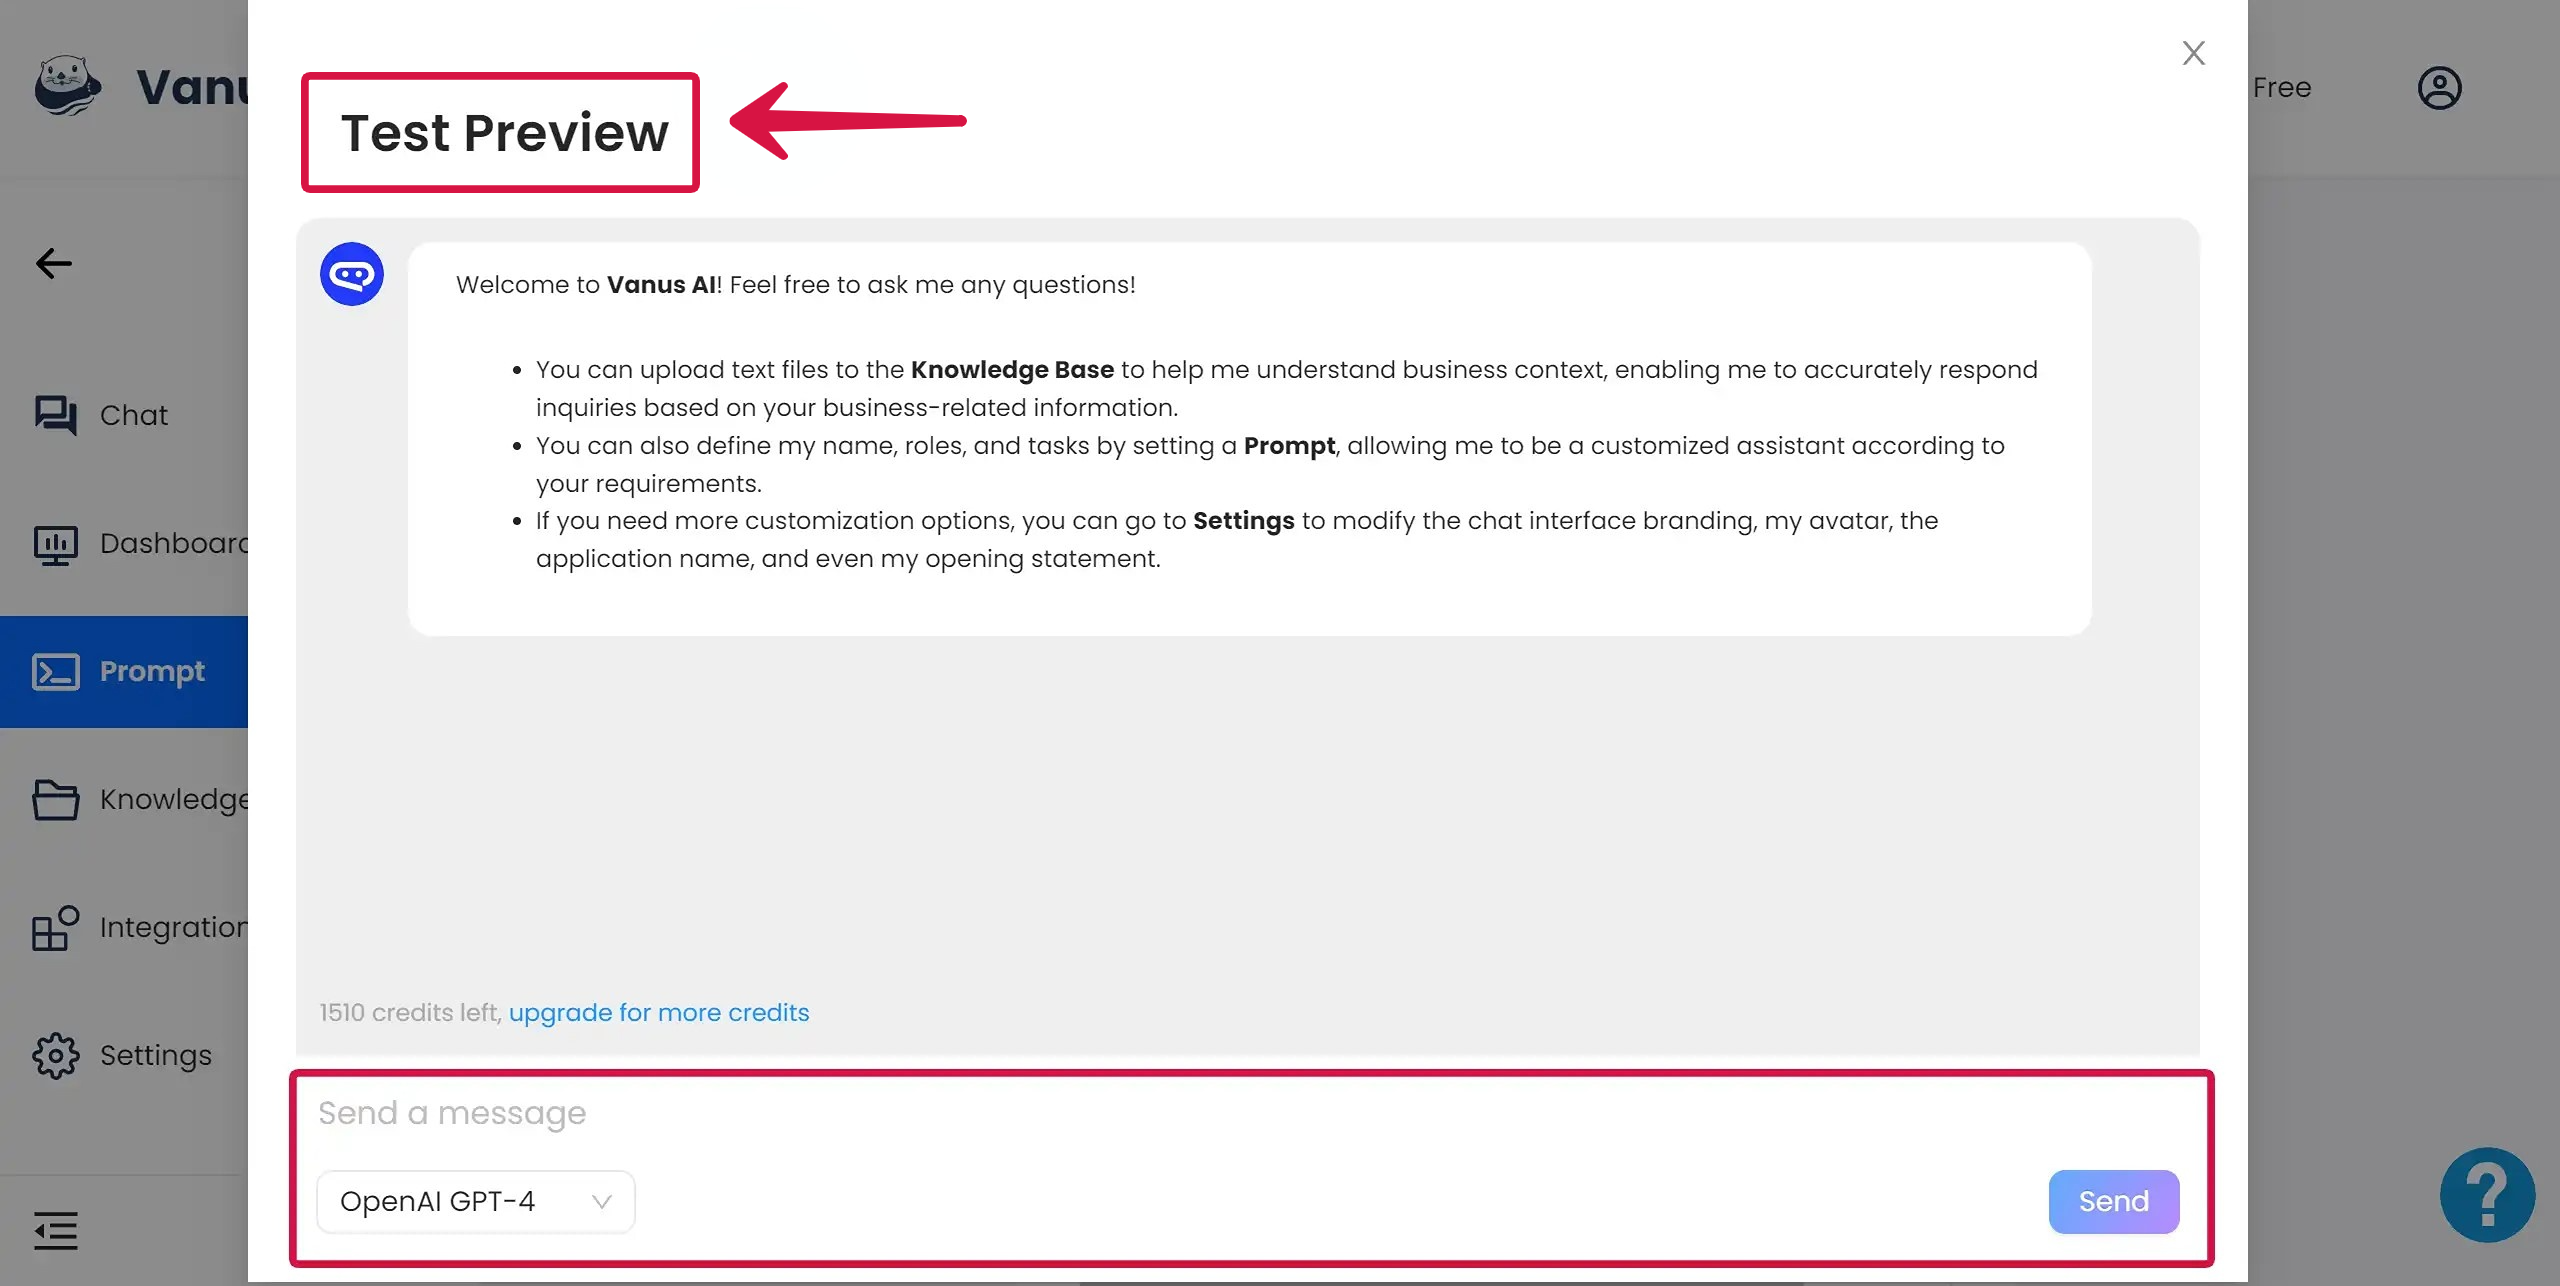 Vanu
Free
Test Preview
X
Welcome to Vanus AI! Feel free to ask me any questions!
• You can upload text files to the Knowledge Base to help me understand business context, enabling me to accurately respond
inquiries based on your business-related information.
• You can also define my name, roles, and tasks by setting a Prompt, allowing me to be a customized assistant according to
your requirements.
• If you need more customization options, you can go to Settings to modify the chat interface branding, my avatar, the
application name, and even my opening statement.
Chat
Dashboard
Prompt
Knowledge
Integration
Settings
1510 credits left, upgrade for more credits
Send a message
OpenAI GPT-4
Send
?